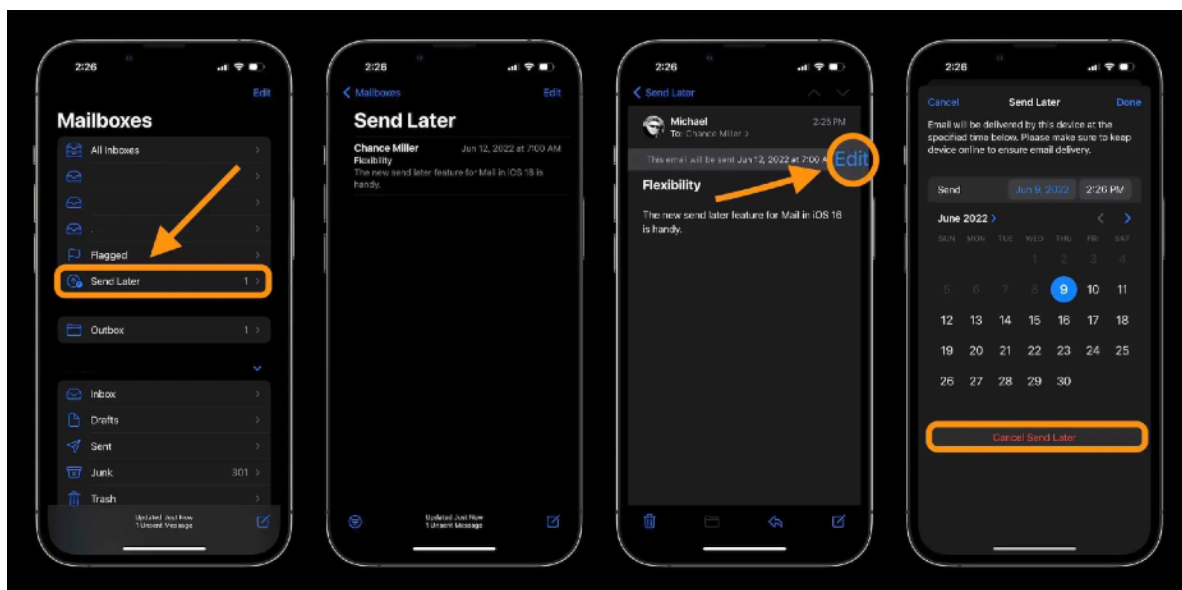 2:26
Edit
Mailboxes
All Inboxes
Flagged
Send Later 1
Outbox 1
Inbox
Drafts
Sent
Junk 301
Trash
Updated Just Now
1 Unsent Message
2:26
Mailboxes Edit
Send Later
Chance Miller Jun 12, 2022 at 7:00 AM
Flexibility
The new send later feature for Mail in iOS 16 is
handy.
Updated Just Now
1 Unsent Message
2:26
Send Later
Michael 2:25 PM
To: Chance Miller
This email will be sent Jun 12, 2022 at 7:00 A Edit
Flexibility
The new send later feature for Mail in iOS 16
is handy.
2:26
Cancel Send Later Done
Email will be delivered by this device at the
specified time below. Please make sure to keep
device online to ensure email delivery.
Send Jun 9, 2022 2:26 PM
June 2022
SUN MON TUE WED THU FRI SAT
1 2 3 4
5 6 7 8 9 10 11
12 13 14 15 16 17 18
19 20 21 22 23 24 25
26 27 28 29 30
Cancel Send Later